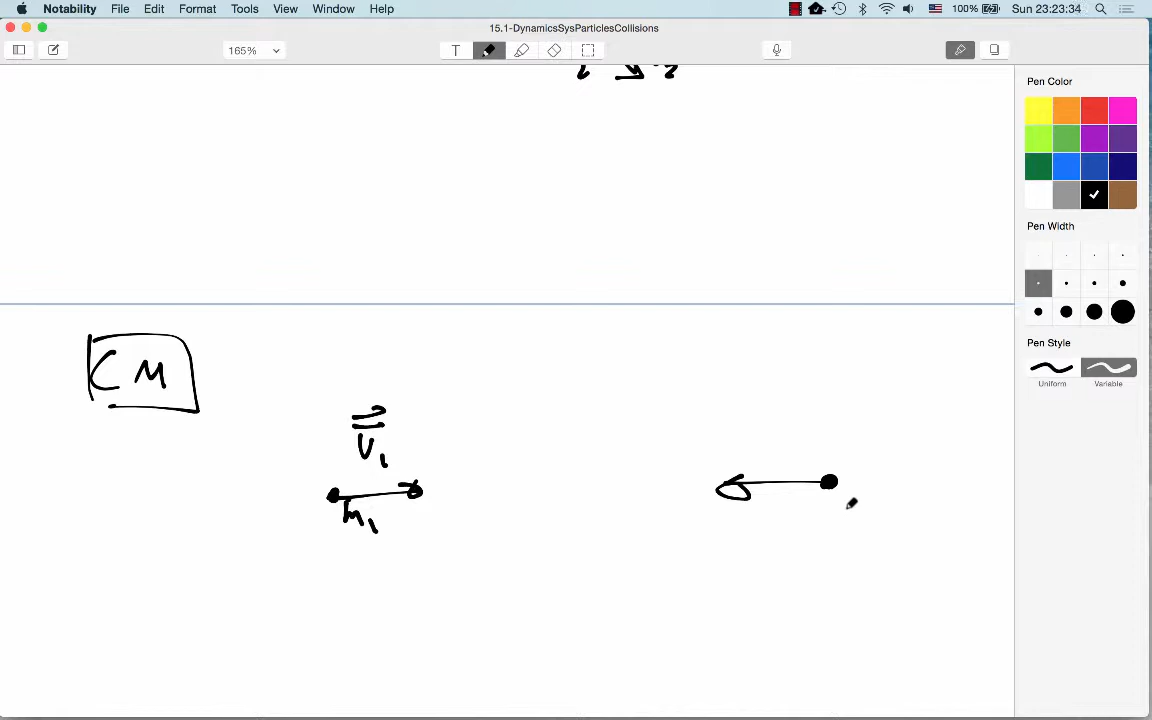 Notability File Edit Format Tools View Window Help 100% Sun 23:23:34
15.1-DynamicsSysParticlesCollisions
165% T
Pen Color
Pen Width
Pen Style
Uniform Variable
CM
v₁
m₁